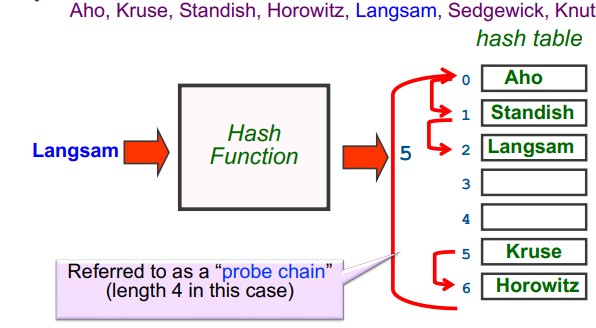 Aho, Kruse, Standish, Horowitz, Langsam, Sedgewick, Knut
hash table
0 Aho
1 Standish
2 Langsam
3
4
5 Kruse
6 Horowitz
Langsam
Hash
Function
5
Referred to as a “probe chain”
(length 4 in this case)